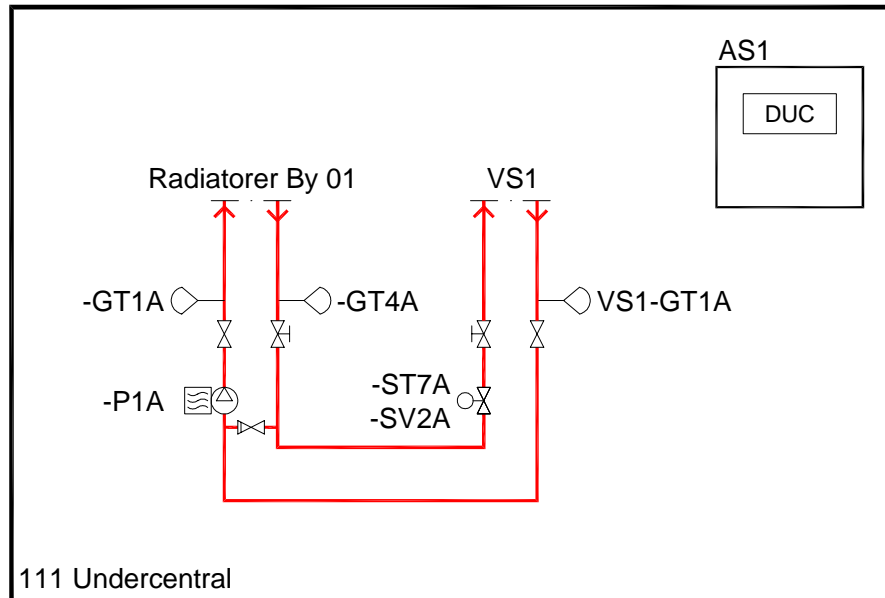 AS1
DUC
Radiatorer By 01
VS1
-GT1A
-GT4A
VS1-GT1A
-P1A
-ST7A
-SV2A
111 Undercentral